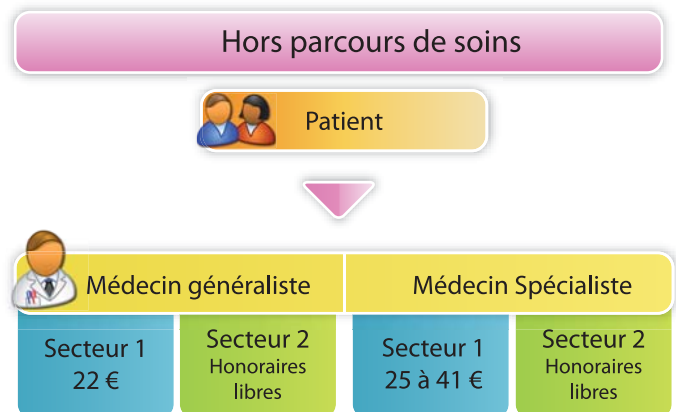 Hors parcours de soins
Patient
Médecin généraliste
Médecin Spécialiste
Secteur 1
22 €
Secteur 2
Honoraires
libres
Secteur 1
25 à 41 €
Secteur 2
Honoraires
libres